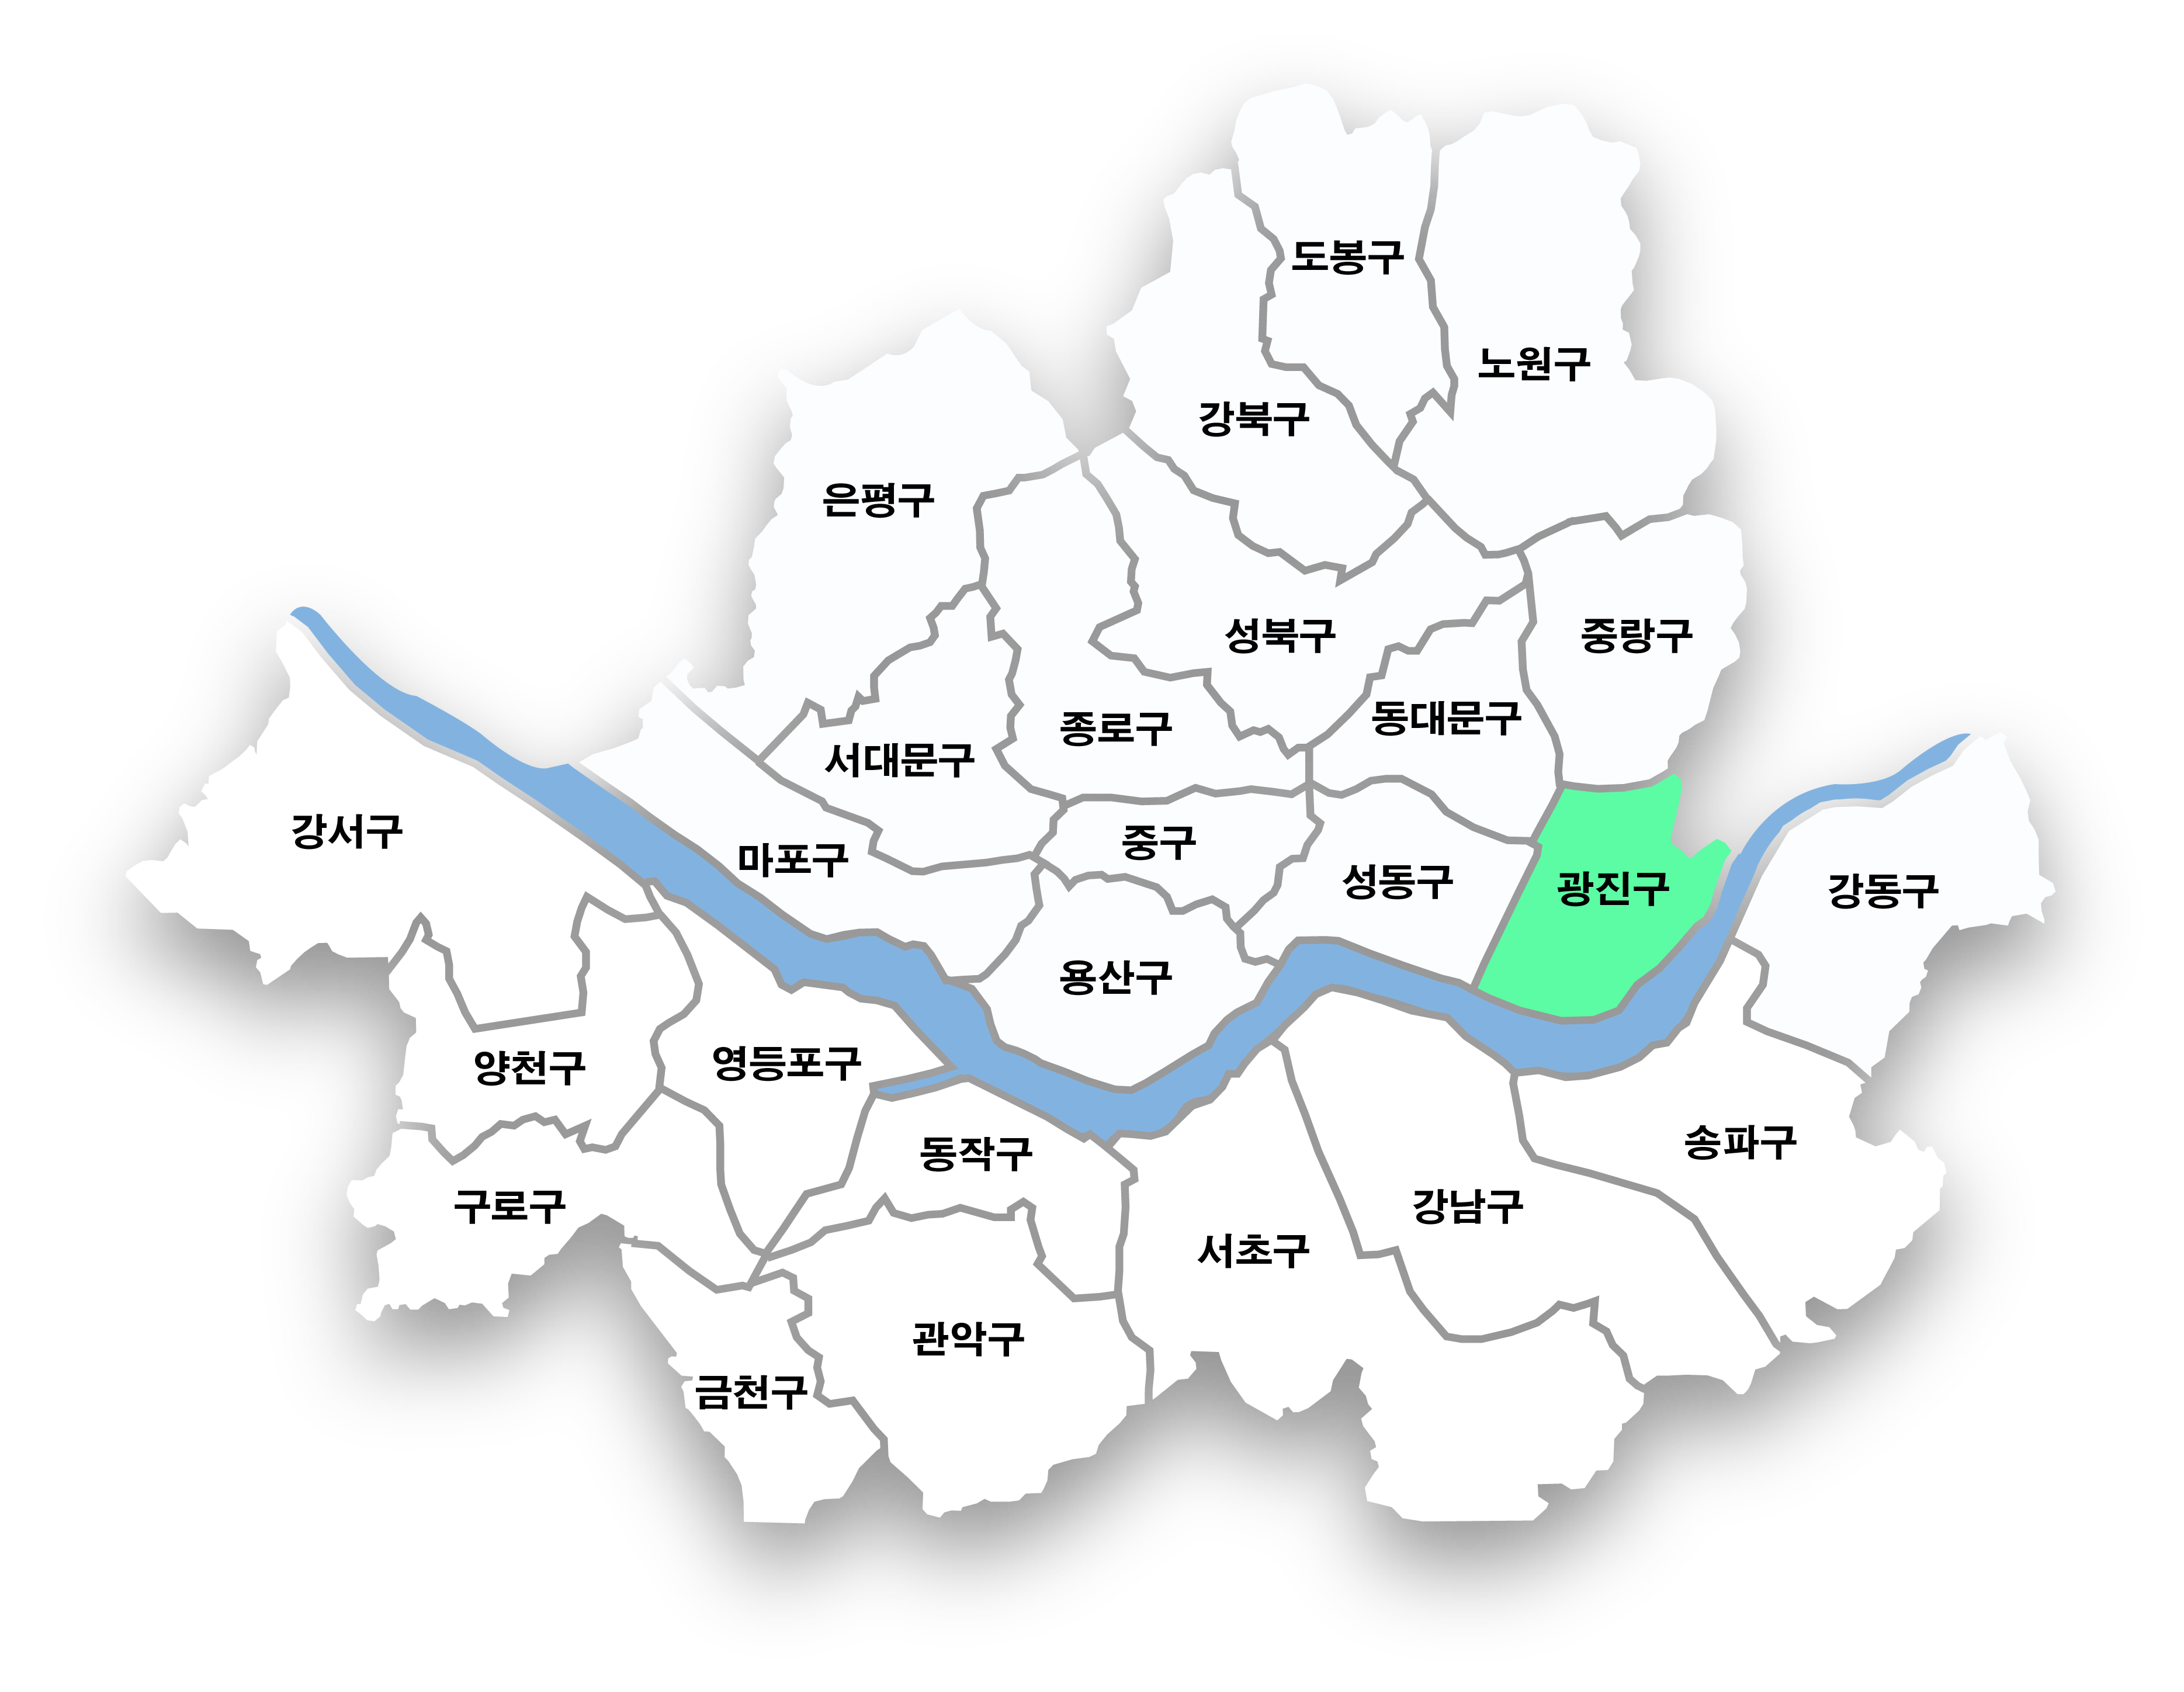 도봉구
노원구
강북구
은평구
성북구
중랑구
동대문구
종로구
서대문구
강서구
중구
마포구
성동구
광진구
강동구
용산구
양천구
영등포구
송파구
동작구
구로구
강남구
서초구
관악구
금천구